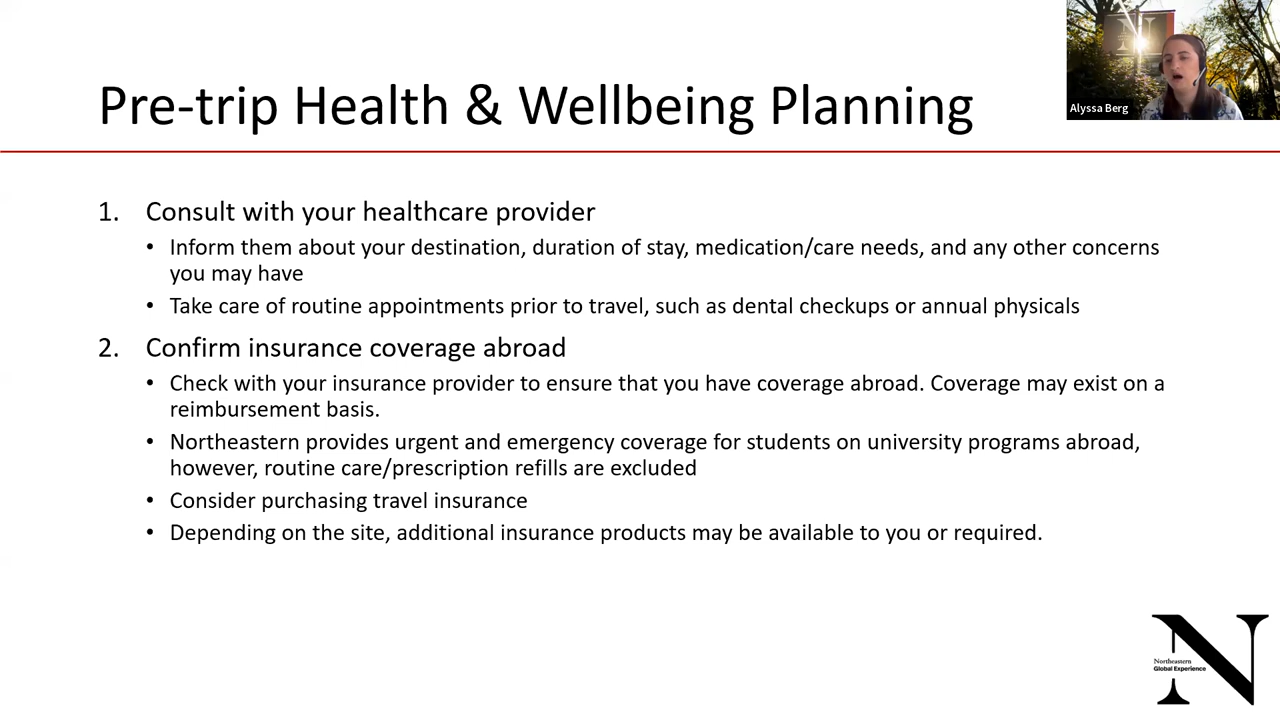 Pre-trip Health & Wellbeing Planning
N
Alyssa Berg
1. Consult with your healthcare provider
• Inform them about your destination, duration of stay, medication/care needs, and any other concerns
you may have
• Take care of routine appointments prior to travel, such as dental checkups or annual physicals
2. Confirm insurance coverage abroad
• Check with your insurance provider to ensure that you have coverage abroad. Coverage may exist on a
reimbursement basis.
• Northeastern provides urgent and emergency coverage for students on university programs abroad,
however, routine care/prescription refills are excluded
• Consider purchasing travel insurance
• Depending on the site, additional insurance products may be available to you or required.
N
Northeastern
Global Experience